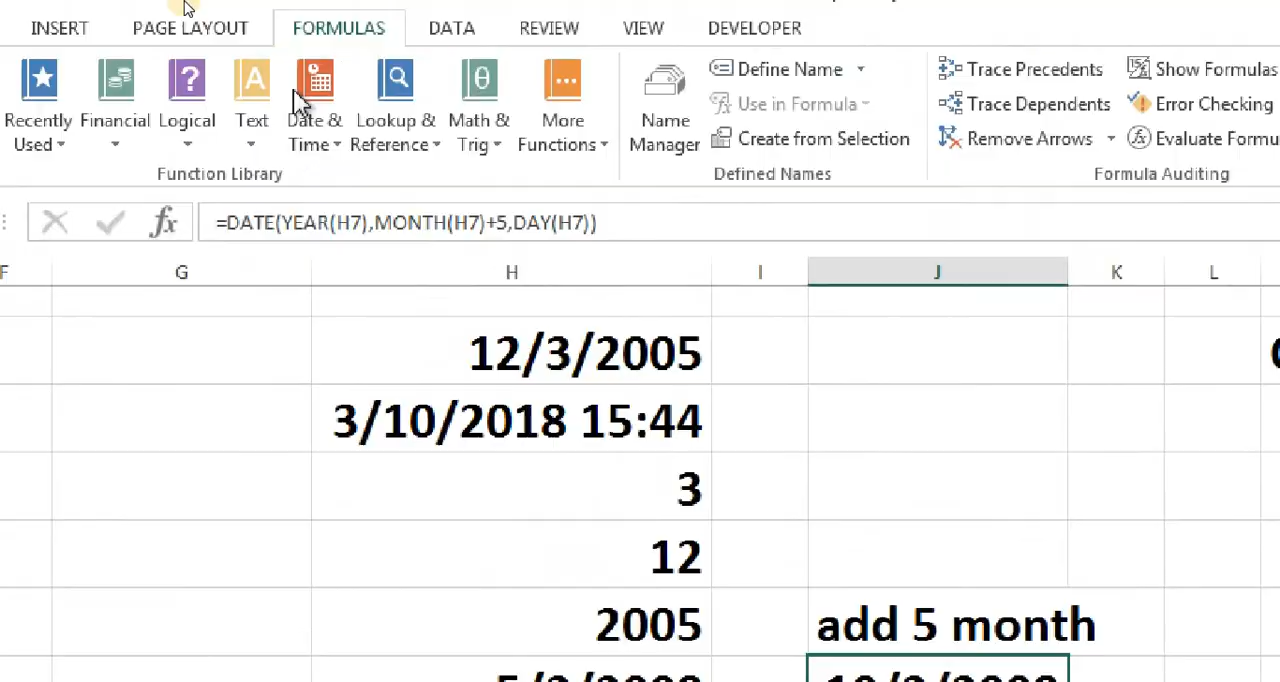 INSERT PAGE LAYOUT FORMULAS DATA REVIEW VIEW DEVELOPER
Recently Used
Financial
Logical
Text
Date & Time
Lookup & Reference
Math & Trig
More Functions
Function Library
Name Manager
Define Name
Use in Formula
Create from Selection
Defined Names
Trace Precedents
Trace Dependents
Remove Arrows
Show Formulas
Error Checking
Evaluate Formu
Formula Auditing
fx =DATE(YEAR(H7),MONTH(H7)+5,DAY(H7))
F G H I J K L
12/3/2005
3/10/2018 15:44
3
12
2005 add 5 month